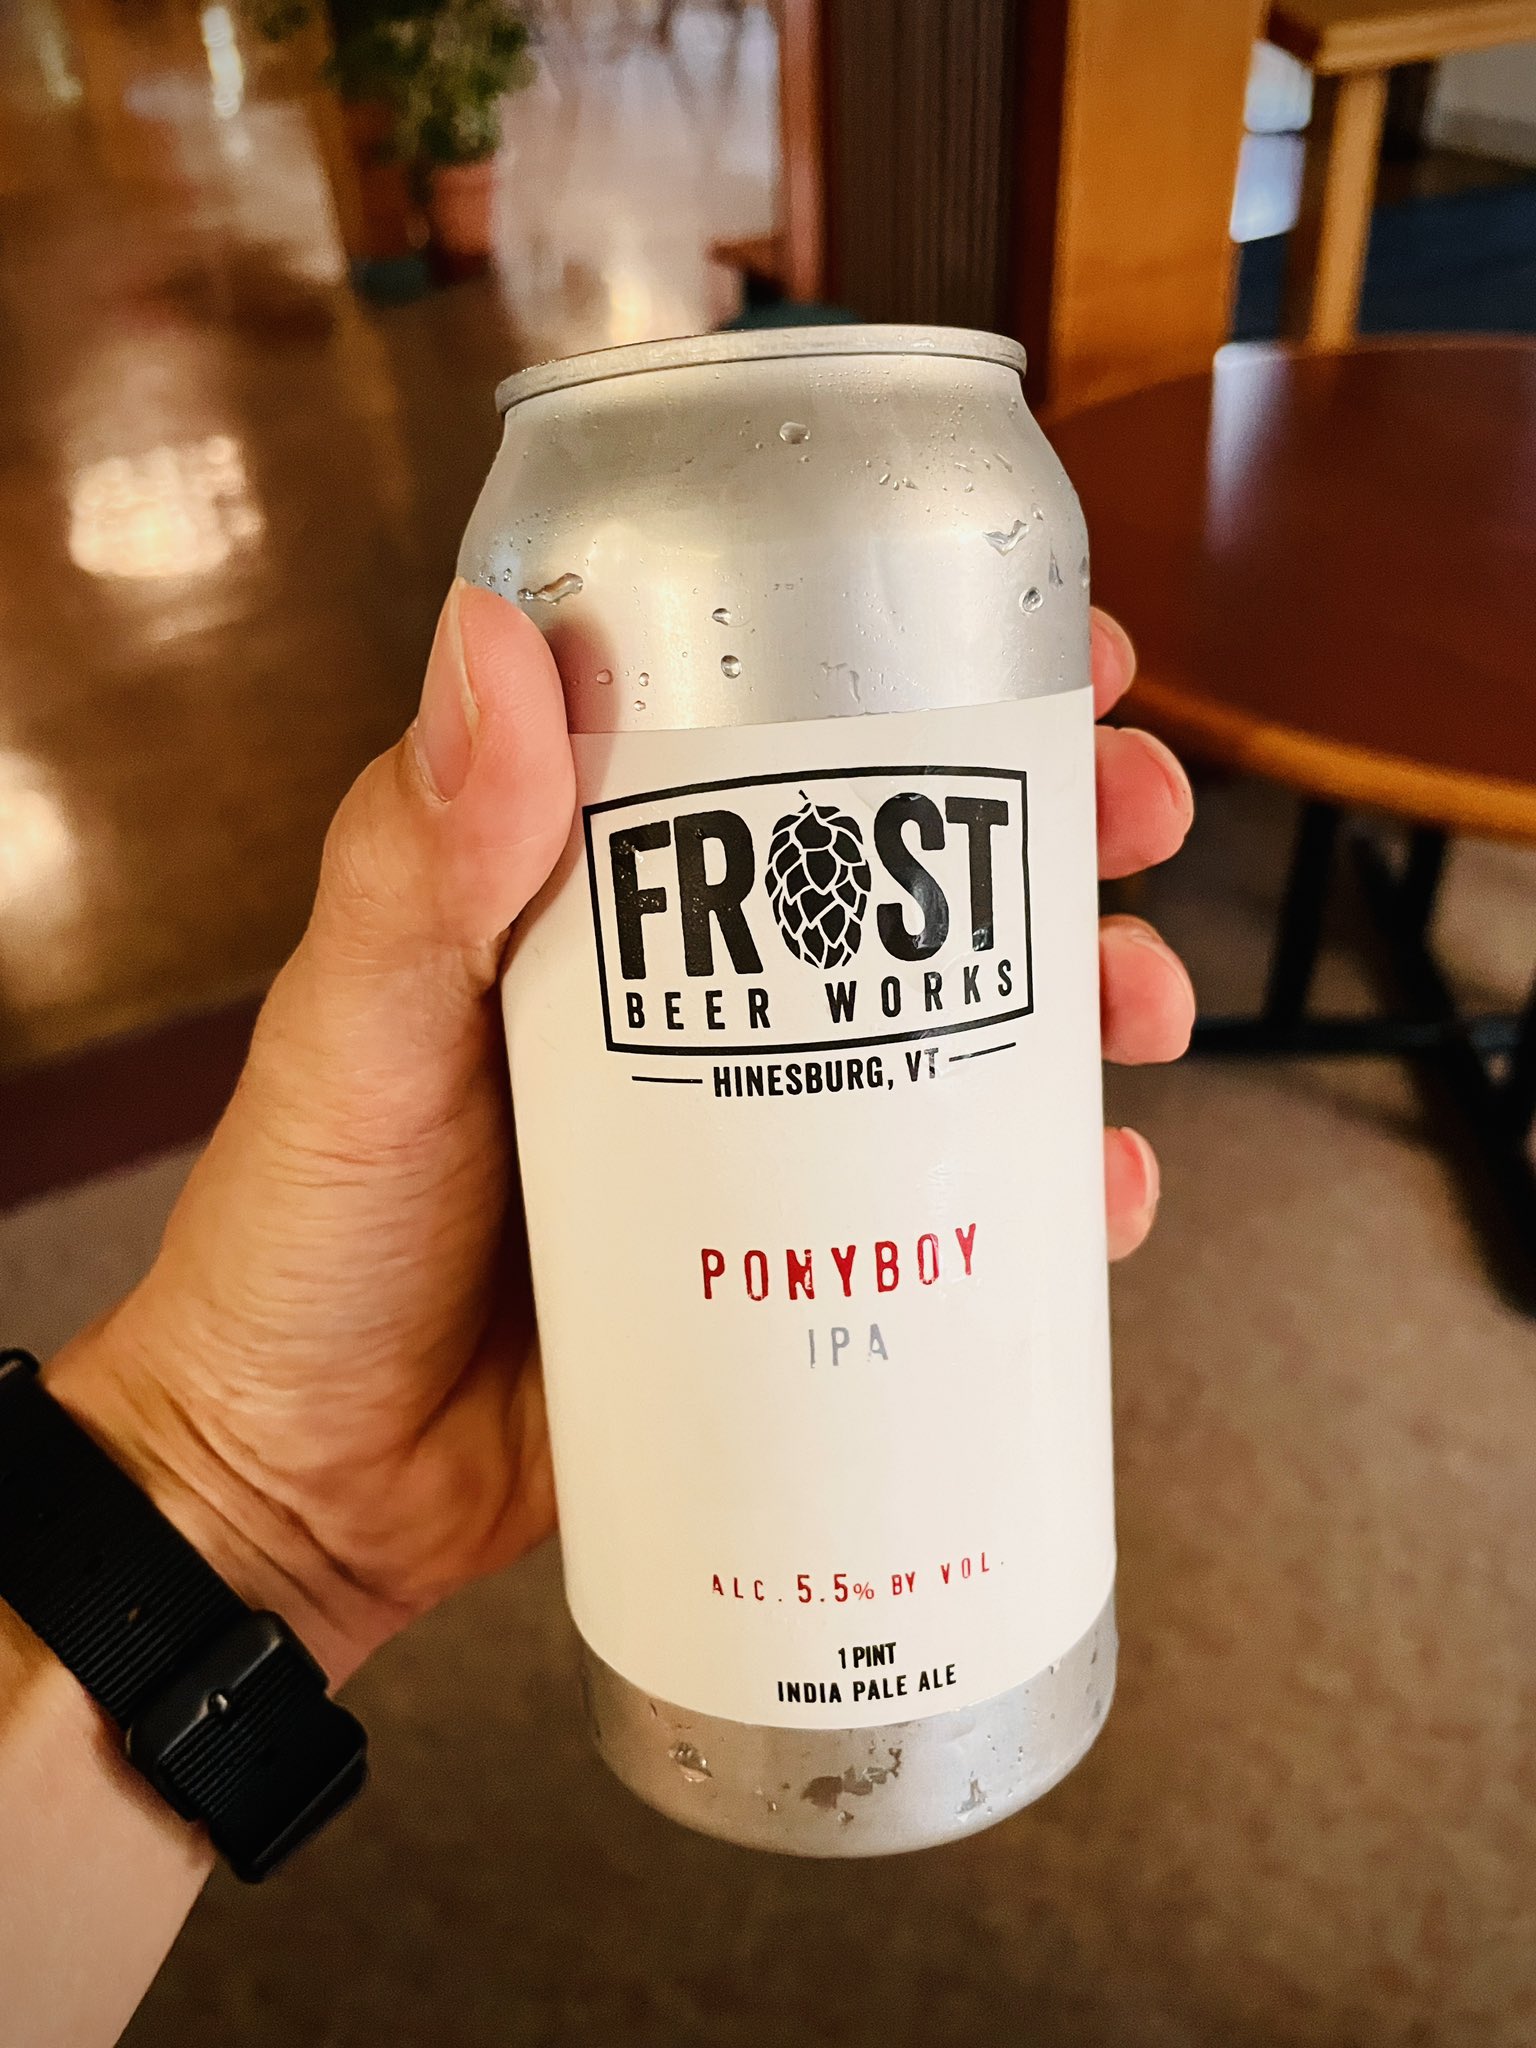 FROST
BEER WORKS
HINESBURG, VT
PONYBOY
IPA
ALC. 5.5% BY VOL.
1 PINT
INDIA PALE ALE